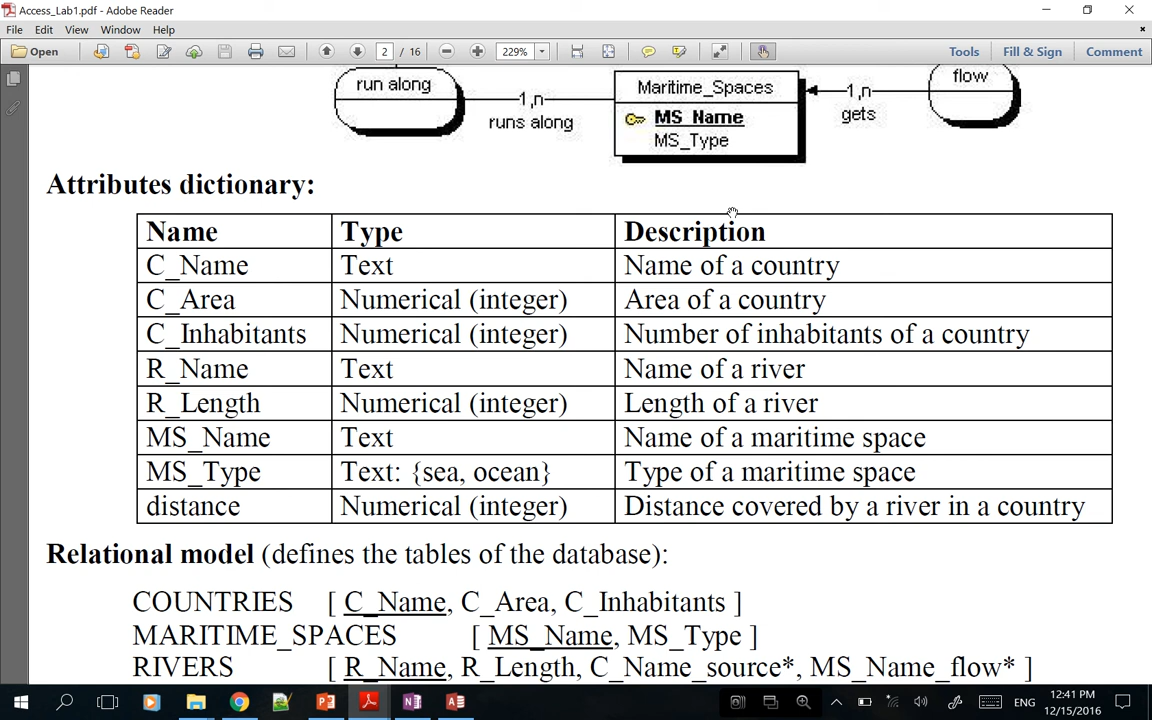 Access_Lab1.pdf - Adobe Reader
File Edit View Window Help
Open 2 / 16 229% Tools Fill & Sign Comment
run along
1,n
runs along
Maritime_Spaces
MS_Name
MS_Type
1,n
gets
flow
Attributes dictionary:
Name Type Description
C_Name Text Name of a country
C_Area Numerical (integer) Area of a country
C_Inhabitants Numerical (integer) Number of inhabitants of a country
R_Name Text Name of a river
R_Length Numerical (integer) Length of a river
MS_Name Text Name of a maritime space
MS_Type Text: {sea, ocean} Type of a maritime space
distance Numerical (integer) Distance covered by a river in a country
Relational model (defines the tables of the database):
COUNTRIES [ C_Name, C_Area, C_Inhabitants ]
MARITIME_SPACES [ MS_Name, MS_Type ]
RIVERS [ R_Name, R_Length, C_Name_source*, MS_Name_flow* ]
ENG 12:41 PM
12/15/2016